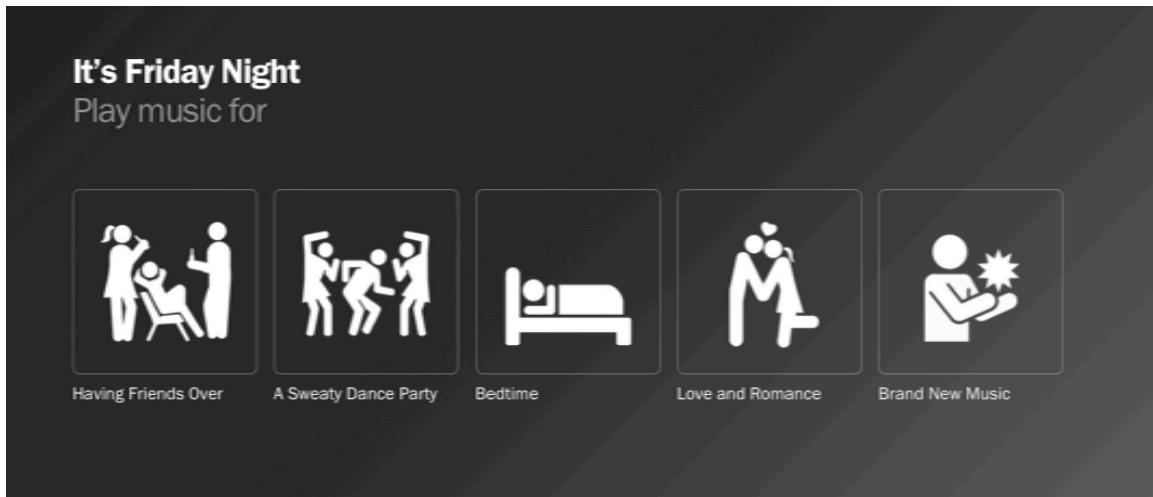 It's Friday Night
Play music for
Having Friends Over
A Sweaty Dance Party
Bedtime
Love and Romance
Brand New Music